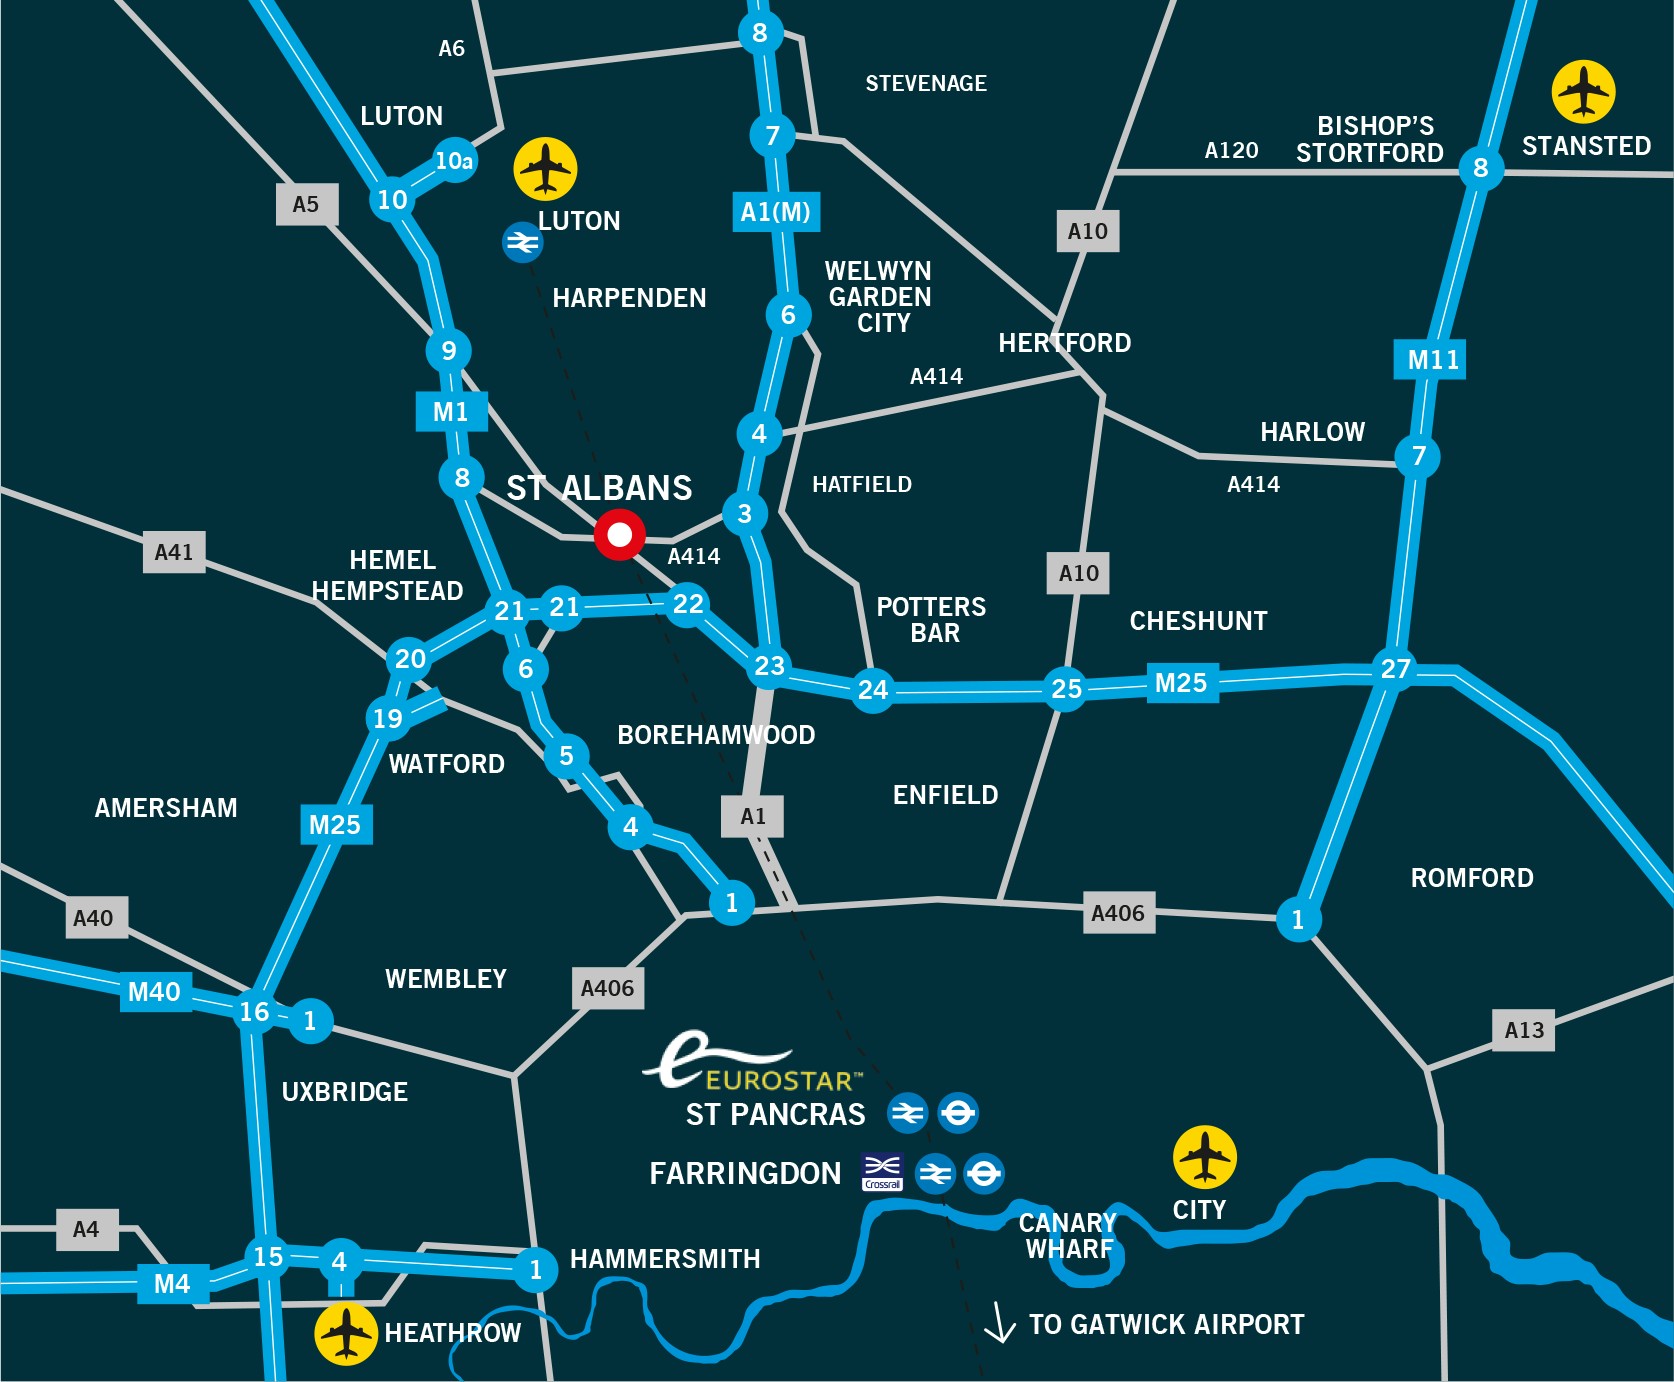 8
A6
STEVENAGE
LUTON
BISHOP'S
STORTFORD
STANSTED
7
A120
8
10a
10
A5
A1(M)
LUTON
A10
WELWYN
GARDEN
CITY
HARPENDEN
6
HERTFORD
9
M11
A414
M1
4
HARLOW
7
8
ST ALBANS
HATFIELD
A414
3
A41
A414
HEMEL
HEMPSTEAD
A10
21
21
22
POTTERS
BAR
CHESHUNT
20
6
23
24
25
M25
27
19
BOREHAMWOOD
WATFORD
5
ENFIELD
AMERSHAM
M25
4
A1
ROMFORD
1
A40
A406
1
WEMBLEY
A406
M40
16
1
A13
UXBRIDGE
e
EUROSTAR™
ST PANCRAS
FARRINGDON
Crossrail
CITY
A4
CANARY
WHARF
15
4
1
HAMMERSMITH
M4
HEATHROW
TO GATWICK AIRPORT